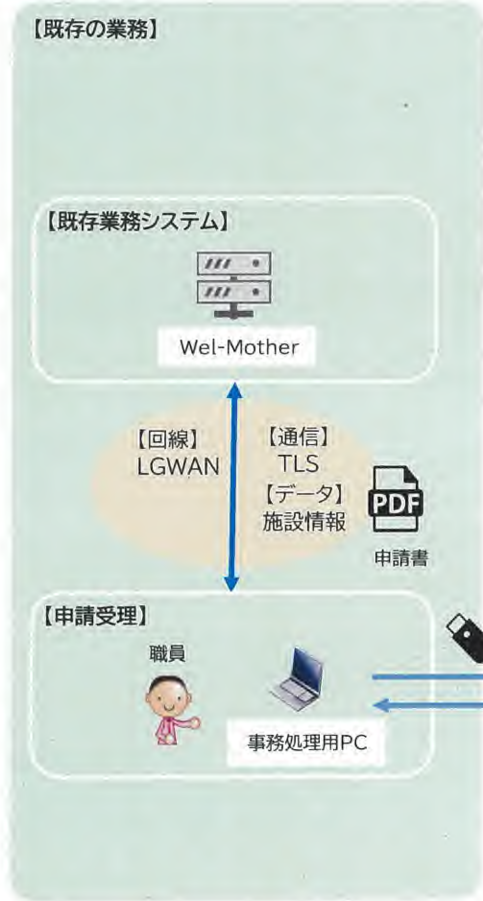 【既存の業務】
【既存業務システム】
Wel-Mother
【回線】
LGWAN
【通信】
TLS
【データ】
施設情報
PDF
申請書
【申請受理】
職員
事務処理用PC